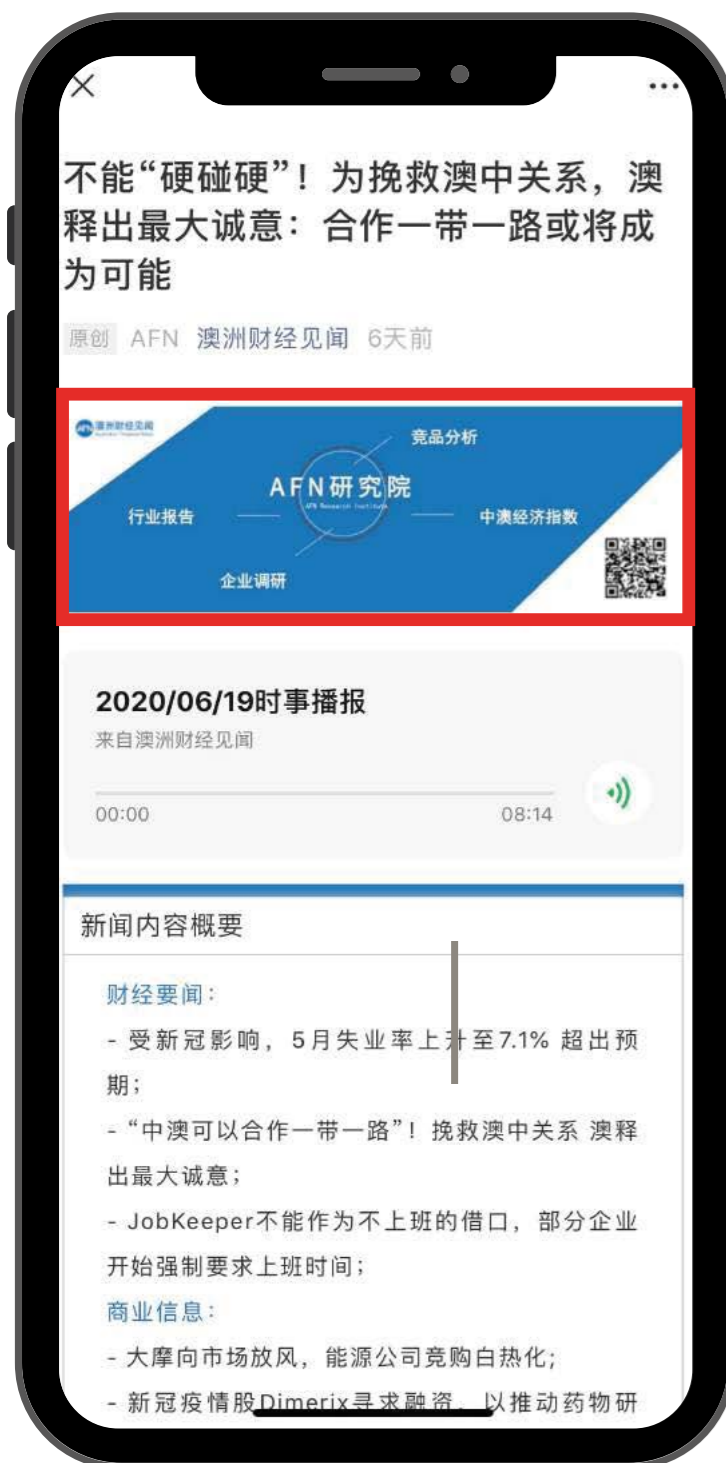 不能“硬碰硬”！为挽救澳中关系，澳
释出最大诚意：合作一带一路或将成
为可能
原创 AFN 澳洲财经见闻 6天前
AFN 澳洲财经见闻
竞品分析
AFN研究院
AFN Research Institute
行业报告
中澳经济指数
企业调研
2020/06/19时事播报
来自澳洲财经见闻
00:00 08:14
新闻内容概要
财经要闻：
- 受新冠影响，5月失业率上升至7.1% 超出预
期；
- “中澳可以合作一带一路”！挽救澳中关系 澳释
出最大诚意；
- JobKeeper不能作为不上班的借口，部分企业
开始强制要求上班时间；
商业信息：
- 大摩向市场放风，能源公司竞购白热化;
- 新冠疫情股Dimerix寻求融资，以推动药物研